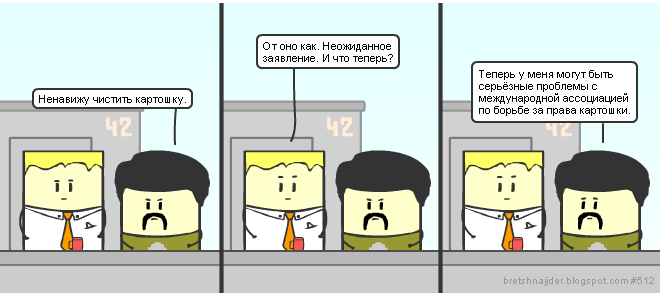 Ненавижу чистить картошку.
42
От оно как. Неожиданное
заявление. И что теперь?
42
Теперь у меня могут быть
серьёзные проблемы с
международной ассоциацией
по борьбе за права картошки.
42
bretshnajjder.blogspot.com #512